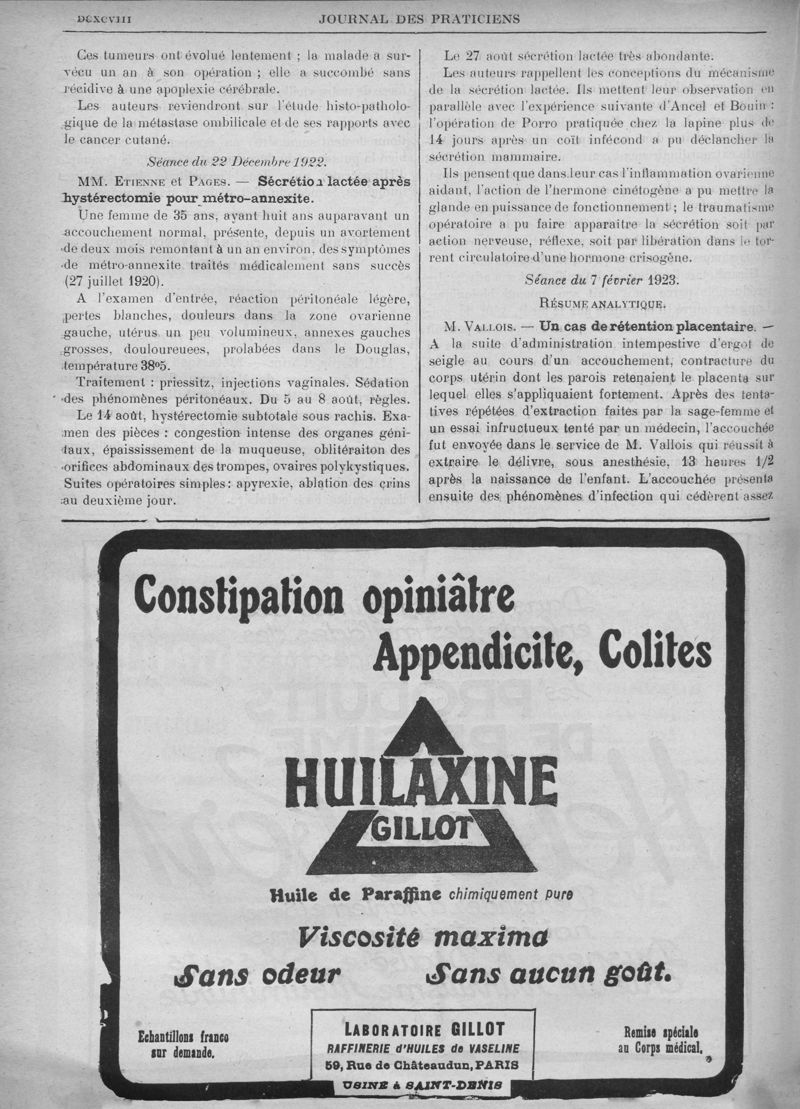 DCXCVIII
JOURNAL DES PRATICIENS
Ces tumeurs ont évolué lentement ; la malade a sur-
vécu un an à son opération ; elle a succombé sans
récidive à une apoplexie cérébrale.
Les auteurs reviendront sur l'étude histo-patholo-
gique de la métastase ombilicale et de ses rapports avec
le cancer cutané.
Séance du 22 Décembre 1922.
MM. ETIENNE et PAGES. — Sécrétion lactée après
hystérectomie pour métro-annexite.
Une femme de 35 ans, ayant huit ans auparavant un
accouchement normal, présente, depuis un avortement
de deux mois remontant à un an environ, des symptômes
de métro-annexite traités médicalement sans succès
(27 juillet 1920).
A l'examen d'entrée, réaction péritonéale légère,
pertes blanches, douleurs dans la zone ovarienne
gauche, utérus un peu volumineux, annexes gauches
grosses, douloureuees, prolabées dans le Douglas,
température 38°5.
Traitement : priessitz, injections vaginales. Sédation
des phénomènes péritonéaux. Du 5 au 8 août, règles.
Le 14 août, hystérectomie subtotale sous rachis. Exa-
men des pièces : congestion intense des organes géni-
taux, épaississement de la muqueuse, oblitéraiton des
orifices abdominaux des trompes, ovaires polykystiques.
Suites opératoires simples : apyrexie, ablation des crins
au deuxième jour.
Le 27 août sécrétion lactée très abondante.
Les auteurs rappellent les conceptions du mécanisme
de la sécrétion lactée. Ils mettent leur observation en
parallèle avec l'expérience suivante d'Ancel et Bouin :
l'opération de Porro pratiquée chez la lapine plus de
14 jours après un coït infécond a pu déclancher la
sécrétion mammaire.
Ils pensent que dans leur cas l'inflammation ovarienne
aidant, l'action de l'hermone cinétogène a pu mettre la
glande en puissance de fonctionnement ; le traumatisme
opératoire a pu faire apparaître la sécrétion soit par
action nerveuse, réflexe, soit par libération dans le tor-
rent circulatoire d'une hormone crisogène.
Séance du 7 février 1923.
RÉSUME ANALYTIQUE.
M. VALLOIS. — Un cas de rétention placentaire. —
A la suite d'administration intempestive d'ergot de
seigle au cours d'un accouchement, contracture du
corps utérin dont les parois retenaient le placenta sur
lequel elles s'appliquaient fortement. Après des tenta-
tives répétées d'extraction faites par la sage-femme et
un essai infructueux tenté par un médecin, l'accouchée
fut envoyée dans le service de M. Vallois qui réussit à
extraire le délivre, sous anesthésie, 13 heures 1/2
après la naissance de l'enfant. L'accouchée présenta
ensuite des phénomènes d'infection qui cédèrent assez
Constipation opiniâtre
Appendicite, Colites
HUILAXINE
GILLOT
Huile de Paraffine chimiquement pure
Viscosité maxima
Sans odeur Sans aucun goût.
Echantillons franco
sur demande.
LABORATOIRE GILLOT
RAFFINERIE d'HUILES de VASELINE
59, Rue de Châteaudun, PARIS
USINE à SAINT-DENIS
Remise spéciale
au Corps médical.